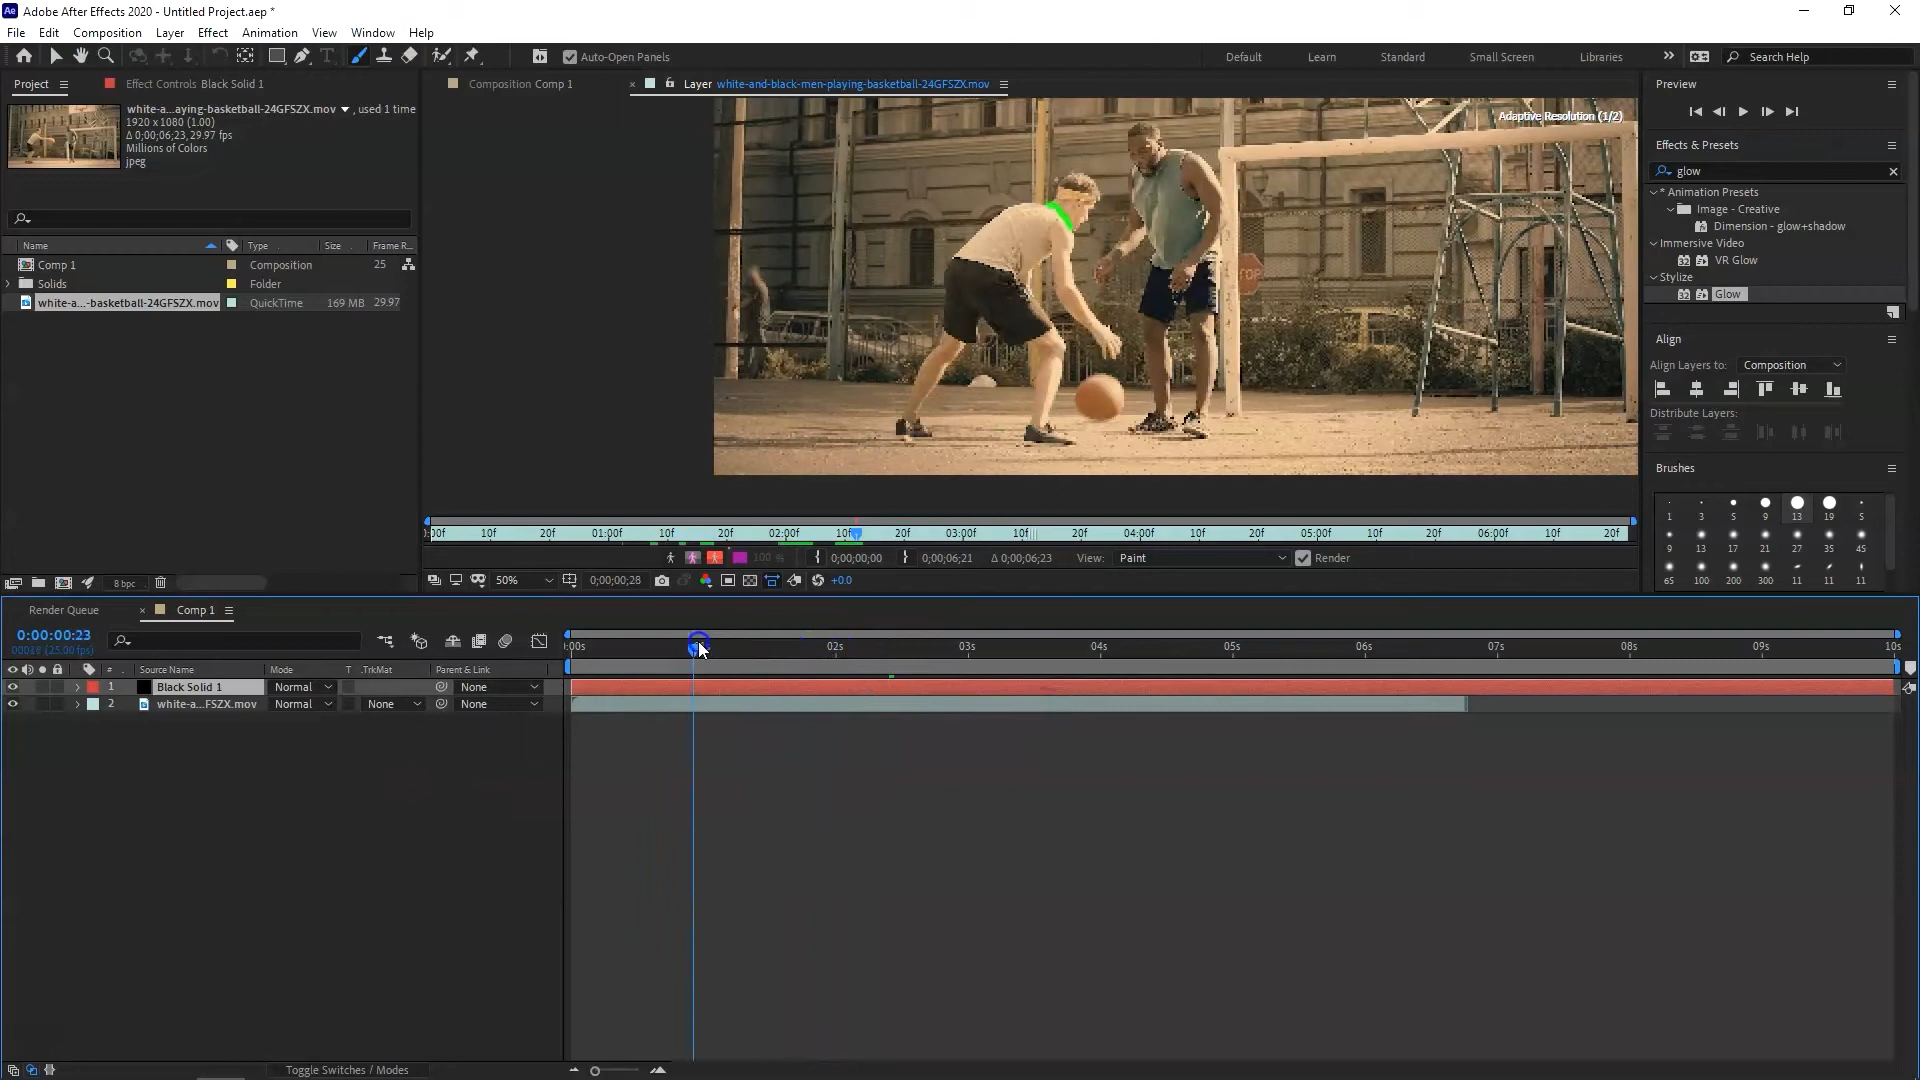 Adobe After Effects 2020 - Untitled Project.aep *
File Edit Composition Layer Effect Animation View Window Help
Auto-Open Panels Default Learn Standard Small Screen Libraries Search Help
Project Effect Controls Black Solid 1 Composition Comp 1 Layer white-and-black-men-playing-basketball-24GFSZX.mov Preview
white-a...aying-basketball-24GFSZX.mov , used 1 time
1920 x 1080 (1.00)
Δ 0;00;06;23, 29.97 fps
Millions of Colors
jpeg
Adaptive Resolution (1/2)
STOP
Effects & Presets
glow
* Animation Presets
Image - Creative
Dimension - glow+shadow
Immersive Video
VR Glow
Stylize
Glow
Name Type Size Frame R...
Comp 1 Composition 25
Solids Folder
white-a...-basketball-24GFSZX.mov QuickTime 169 MB 29.97
Align
Align Layers to: Composition
Distribute Layers:
Brushes
1 3 5 9 13 19 5
9 13 17 21 27 35 45
65 100 200 300 11 11 11
00f 10f 20f 01:00f 10f 20f 02:00f 10f 20f 03:00f 10f 20f 04:00f 10f 20f 05:00f 10f 20f 06:00f 10f 20f
100 % 0;00;00;00 0;00;06;21 Δ 0;00;06;23 View: Paint Render
8 bpc 50% 0;00;00;28 +0.0
Render Queue Comp 1
0:00:00:23
(25.00 fps)
:00s 02s 03s 04s 05s 06s 07s 08s 09s 10s
# Source Name Mode T .TrkMat Parent & Link
1 Black Solid 1 Normal None
2 white-a...FSZX.mov Normal None None
Toggle Switches / Modes